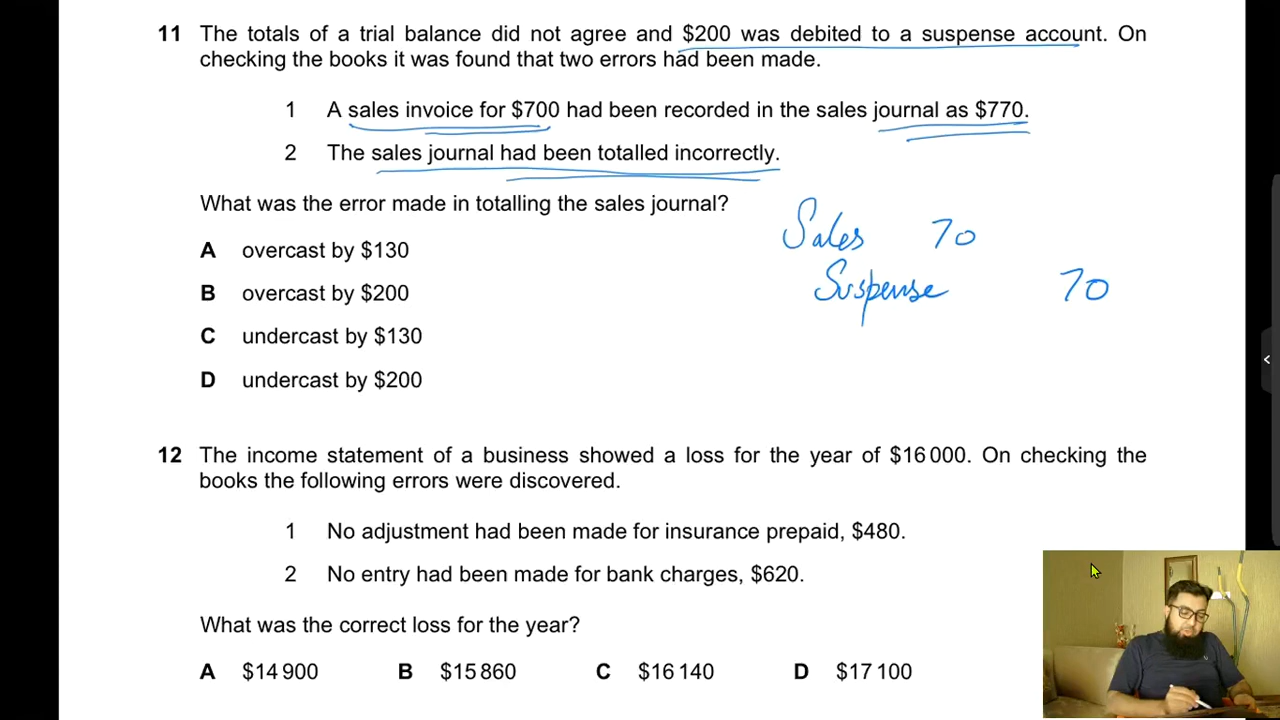 11 The totals of a trial balance did not agree and $200 was debited to a suspense account. On
checking the books it was found that two errors had been made.
1 A sales invoice for $700 had been recorded in the sales journal as $770.
2 The sales journal had been totalled incorrectly.
What was the error made in totalling the sales journal?
A overcast by $130
B overcast by $200
C undercast by $130
D undercast by $200
Sales 70
Suspense 70
12 The income statement of a business showed a loss for the year of $16 000. On checking the
books the following errors were discovered.
1 No adjustment had been made for insurance prepaid, $480.
2 No entry had been made for bank charges, $620.
What was the correct loss for the year?
A $14 900 B $15 860 C $16 140 D $17 100